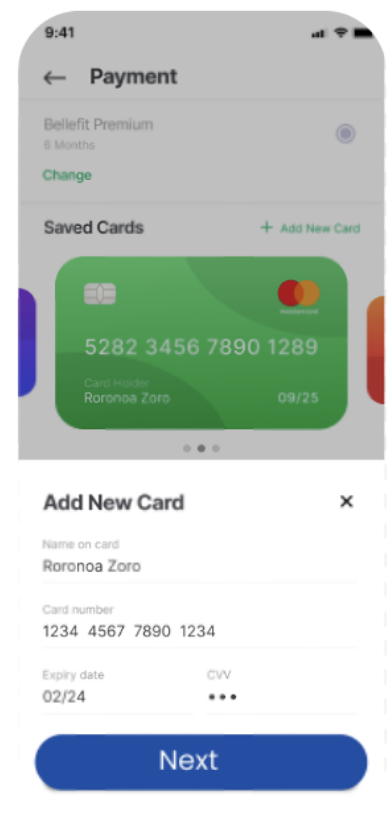 9:41
Payment
Bellefit Premium
6 Months
Change
Saved Cards
+ Add New Card
mastercard
5282 3456 7890 1289
Card Holder
Roronoa Zoro
09/25
Add New Card
Name on card
Roronoa Zoro
Card number
1234 4567 7890 1234
Expiry date
CVV
02/24
•••
Next